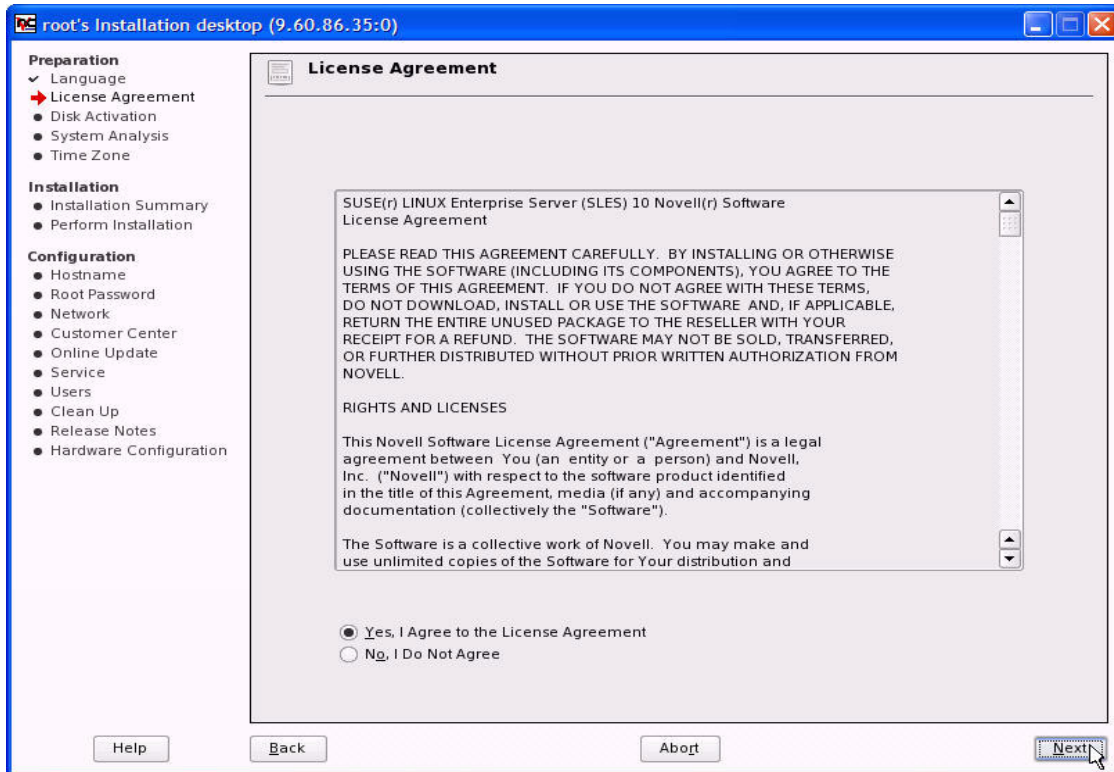 root's Installation desktop (9.60.86.35:0)
Preparation
Language
License Agreement
Disk Activation
System Analysis
Time Zone
Installation
Installation Summary
Perform Installation
Configuration
Hostname
Root Password
Network
Customer Center
Online Update
Service
Users
Clean Up
Release Notes
Hardware Configuration
License Agreement
SUSE(r) LINUX Enterprise Server (SLES) 10 Novell(r) Software
License Agreement
PLEASE READ THIS AGREEMENT CAREFULLY. BY INSTALLING OR OTHERWISE
USING THE SOFTWARE (INCLUDING ITS COMPONENTS), YOU AGREE TO THE
TERMS OF THIS AGREEMENT. IF YOU DO NOT AGREE WITH THESE TERMS,
DO NOT DOWNLOAD, INSTALL OR USE THE SOFTWARE AND, IF APPLICABLE,
RETURN THE ENTIRE UNUSED PACKAGE TO THE RESELLER WITH YOUR
RECEIPT FOR A REFUND. THE SOFTWARE MAY NOT BE SOLD, TRANSFERRED,
OR FURTHER DISTRIBUTED WITHOUT PRIOR WRITTEN AUTHORIZATION FROM
NOVELL.
RIGHTS AND LICENSES
This Novell Software License Agreement ("Agreement") is a legal
agreement between You (an entity or a person) and Novell,
Inc. ("Novell") with respect to the software product identified
in the title of this Agreement, media (if any) and accompanying
documentation (collectively the "Software").
The Software is a collective work of Novell. You may make and
use unlimited copies of the Software for Your distribution and
Yes, I Agree to the License Agreement
No, I Do Not Agree
Help Back Abort Next